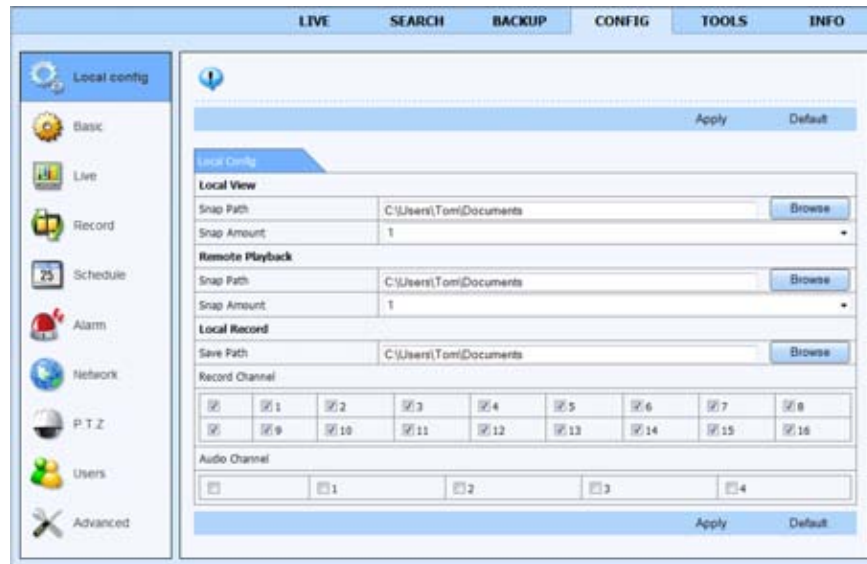 LIVE SEARCH BACKUP CONFIG TOOLS INFO
Local config
Basic
Live
Record
25
Schedule
Alarm
Network
P.T.Z
Users
Advanced
Apply Default
Local Config
Local View
Snap Path C:\Users\Tom\Documents Browse
Snap Amount 1
Remote Playback
Snap Path C:\Users\Tom\Documents Browse
Snap Amount 1
Local Record
Save Path C:\Users\Tom\Documents Browse
Record Channel
1 2 3 4 5 6 7 8
9 10 11 12 13 14 15 16
Audio Channel
1 2 3 4
Apply Default